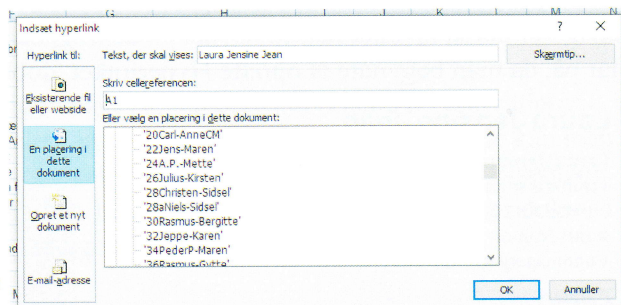 F G H I J K L M N
Indsæt hyperlink ? ×
Hyperlink til:
Tekst, der skal vises: Laura Jensine Jean
Skærmtip...
Eksisterende fil
eller webside
En placering i
dette
dokument
Opret et nyt
dokument
E-mail-adresse
Skriv cellereferencen:
A1
Eller vælg en placering i dette dokument:
'20Carl-AnneCM'
'22Jens-Maren'
'24A.P.-Mette'
'26Julius-Kirsten'
'28Christen-Sidsel'
'28aNiels-Sidsel'
'30Rasmus-Bergitte'
'32Jeppe-Karen'
'34PederP-Maren'
'36Rasmus-Gytte'
OK
Annuller